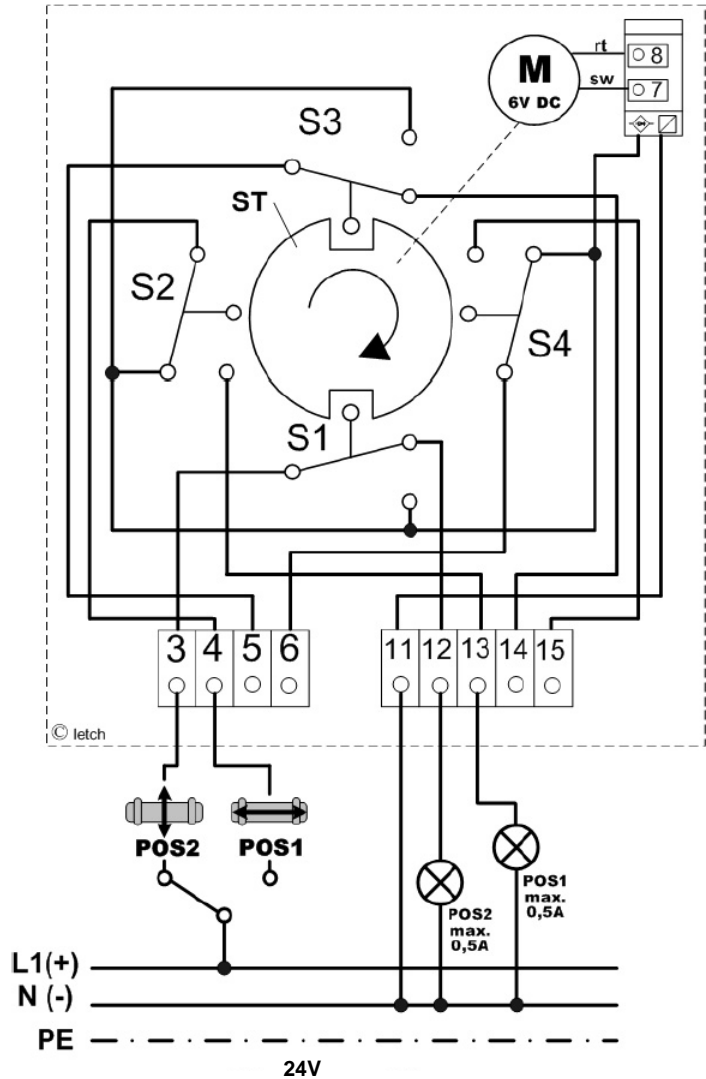 rt
8
M
sw
7
6V DC
S3
ST
S2
S4
S1
3 4 5 6
11 12 13 14 15
© letch
POS2 POS1
POS1
max.
0,5A
POS2
max.
0,5A
L1(+)
N (-)
PE
24V